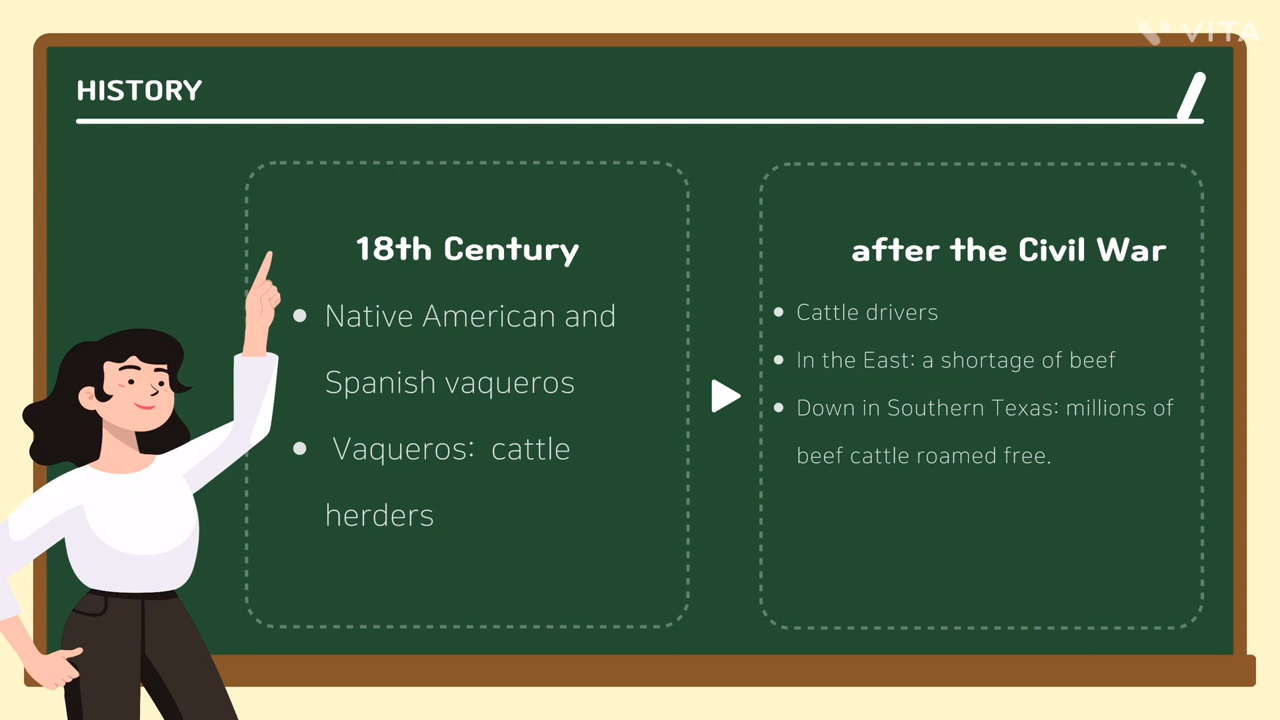 VITA
HISTORY
18th Century
• Native American and
Spanish vaqueros
• Vaqueros: cattle
herders
after the Civil War
• Cattle drivers
• In the East: a shortage of beef
• Down in Southern Texas: millions of
beef cattle roamed free.